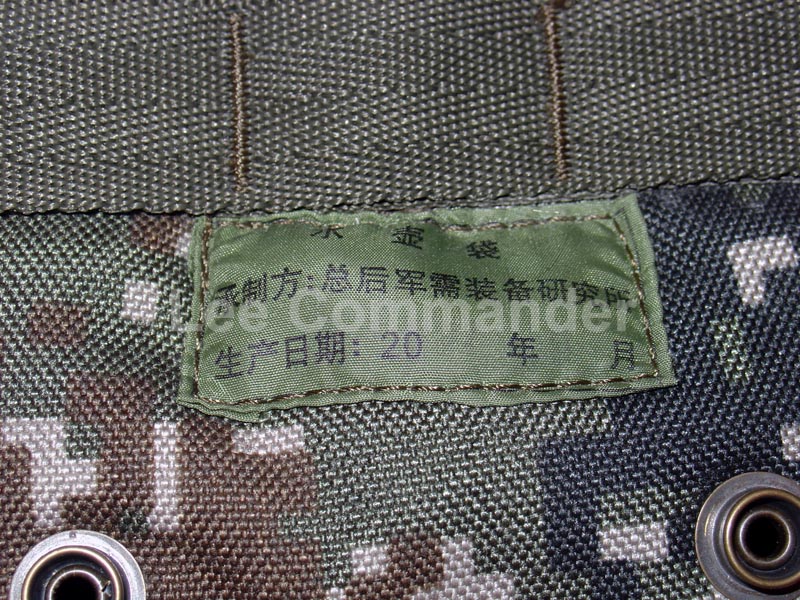 水壶袋
承制方:总后军需装备研究所
Lee Commander
生产日期: 20 年 月